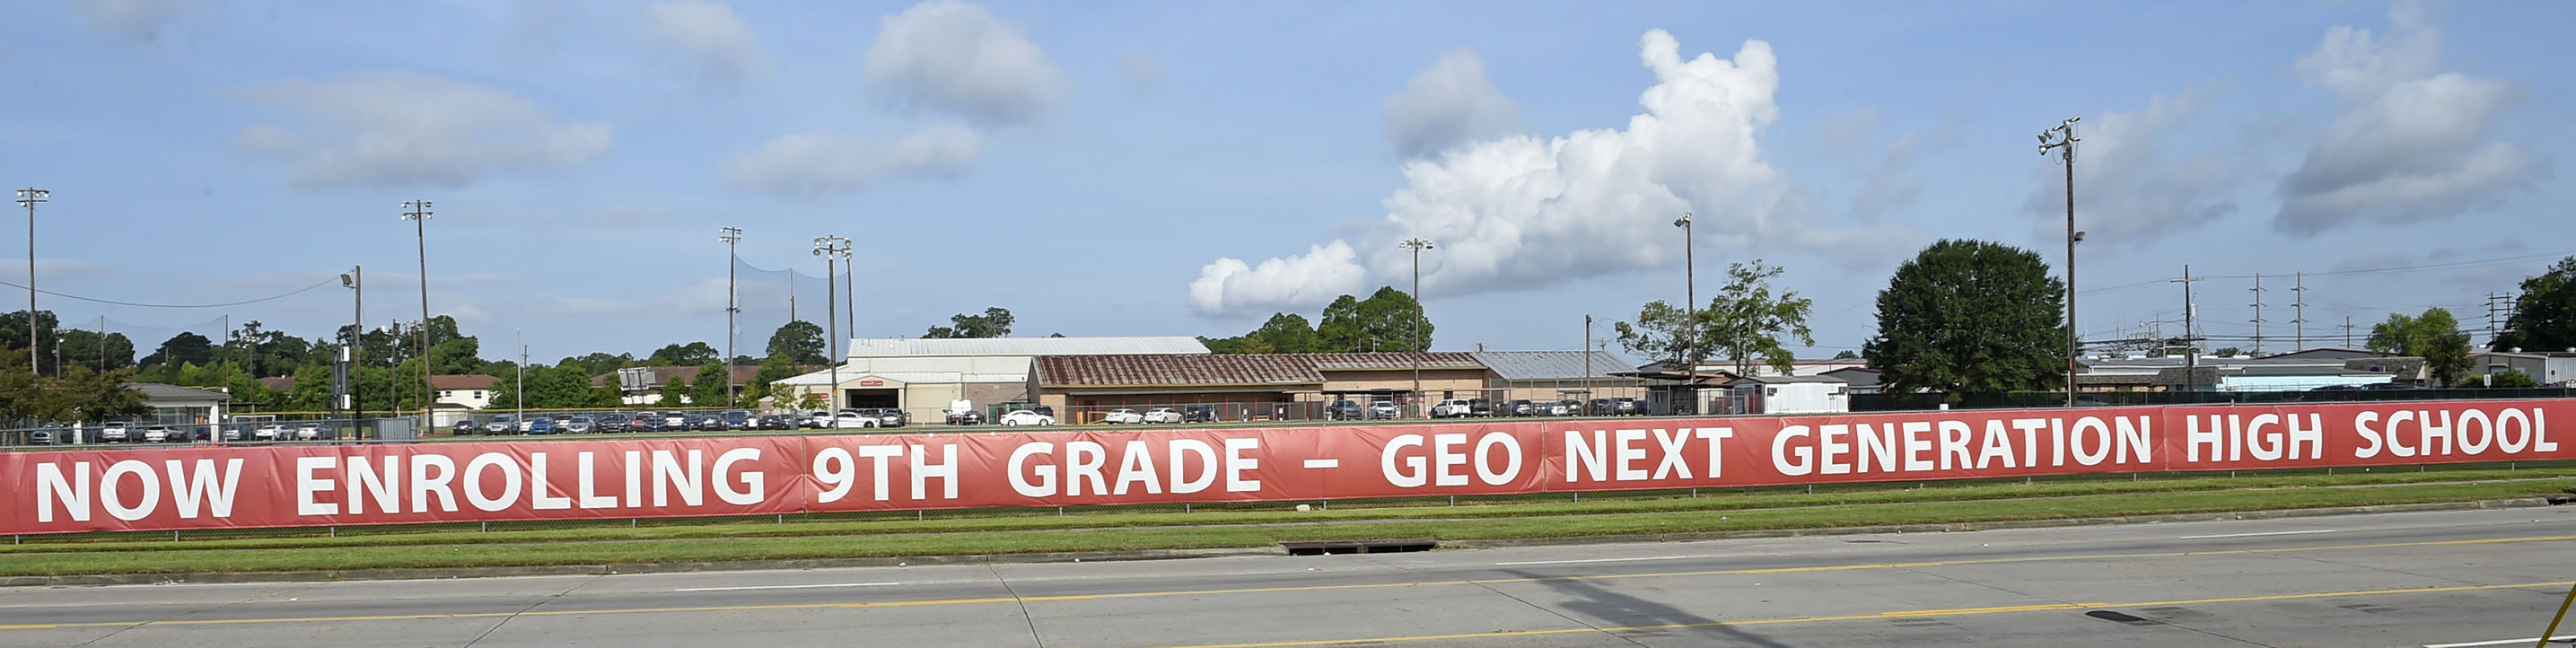 NOW ENROLLING 9TH GRADE – GEO NEXT GENERATION HIGH SCHOOL